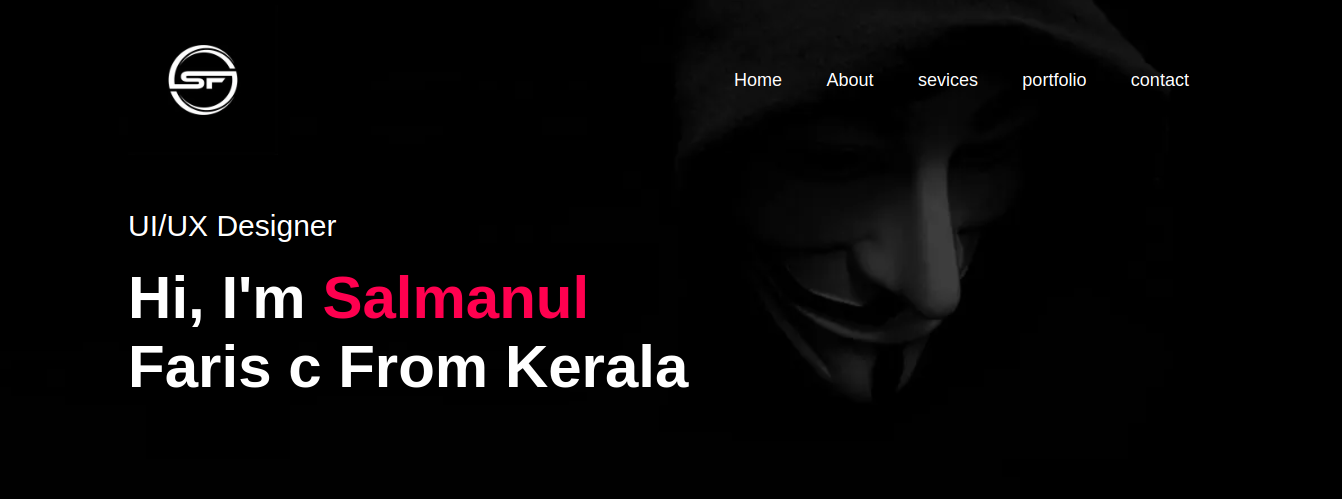 SF
Home About sevices portfolio contact
UI/UX Designer
Hi, I'm Salmanul
Faris c From Kerala